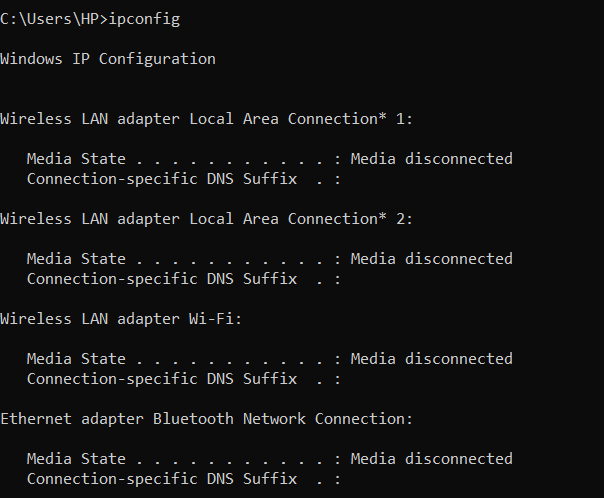 C:\Users\HP>ipconfig
Windows IP Configuration
Wireless LAN adapter Local Area Connection* 1:
Media State . . . . . . . . . . . : Media disconnected
Connection-specific DNS Suffix  . :
Wireless LAN adapter Local Area Connection* 2:
Media State . . . . . . . . . . . : Media disconnected
Connection-specific DNS Suffix  . :
Wireless LAN adapter Wi-Fi:
Media State . . . . . . . . . . . : Media disconnected
Connection-specific DNS Suffix  . :
Ethernet adapter Bluetooth Network Connection:
Media State . . . . . . . . . . . : Media disconnected
Connection-specific DNS Suffix  . :